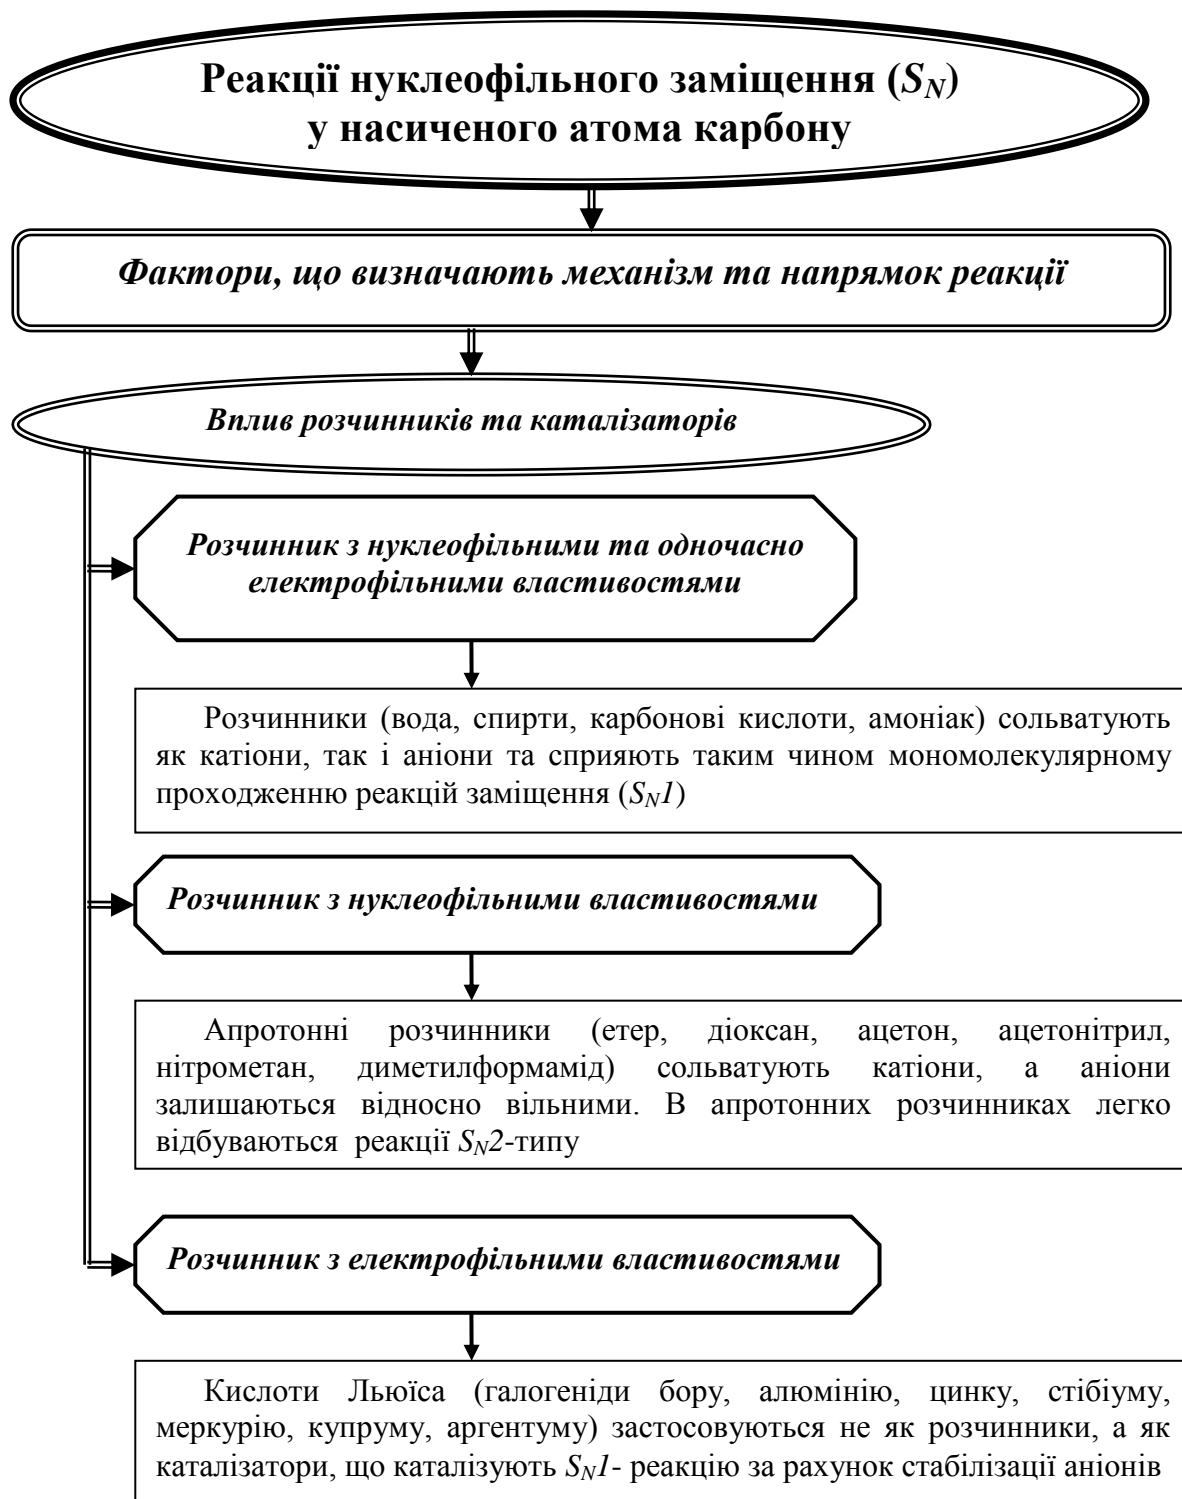 Реакції нуклеофільного заміщення (S_N)
у насиченого атома карбону
Фактори, що визначають механізм та напрямок реакції
Вплив розчинників та каталізаторів
Розчинник з нуклеофільними та одночасно
електрофільними властивостями
Розчинники (вода, спирти, карбонові кислоти, амоніак) сольватують
як катіони, так і аніони та сприяють таким чином мономолекулярному
проходженню реакцій заміщення (S_N1)
Розчинник з нуклеофільними властивостями
Апротонні розчинники (етер, діоксан, ацетон, ацетонітрил,
нітрометан, диметилформамід) сольватують катіони, а аніони
залишаються відносно вільними. В апротонних розчинниках легко
відбуваються реакції S_N2-типу
Розчинник з електрофільними властивостями
Кислоти Льюїса (галогеніди бору, алюмінію, цинку, стібіуму,
меркурію, купруму, аргентуму) застосовуються не як розчинники, а як
каталізатори, що каталізують S_N1- реакцію за рахунок стабілізації аніонів